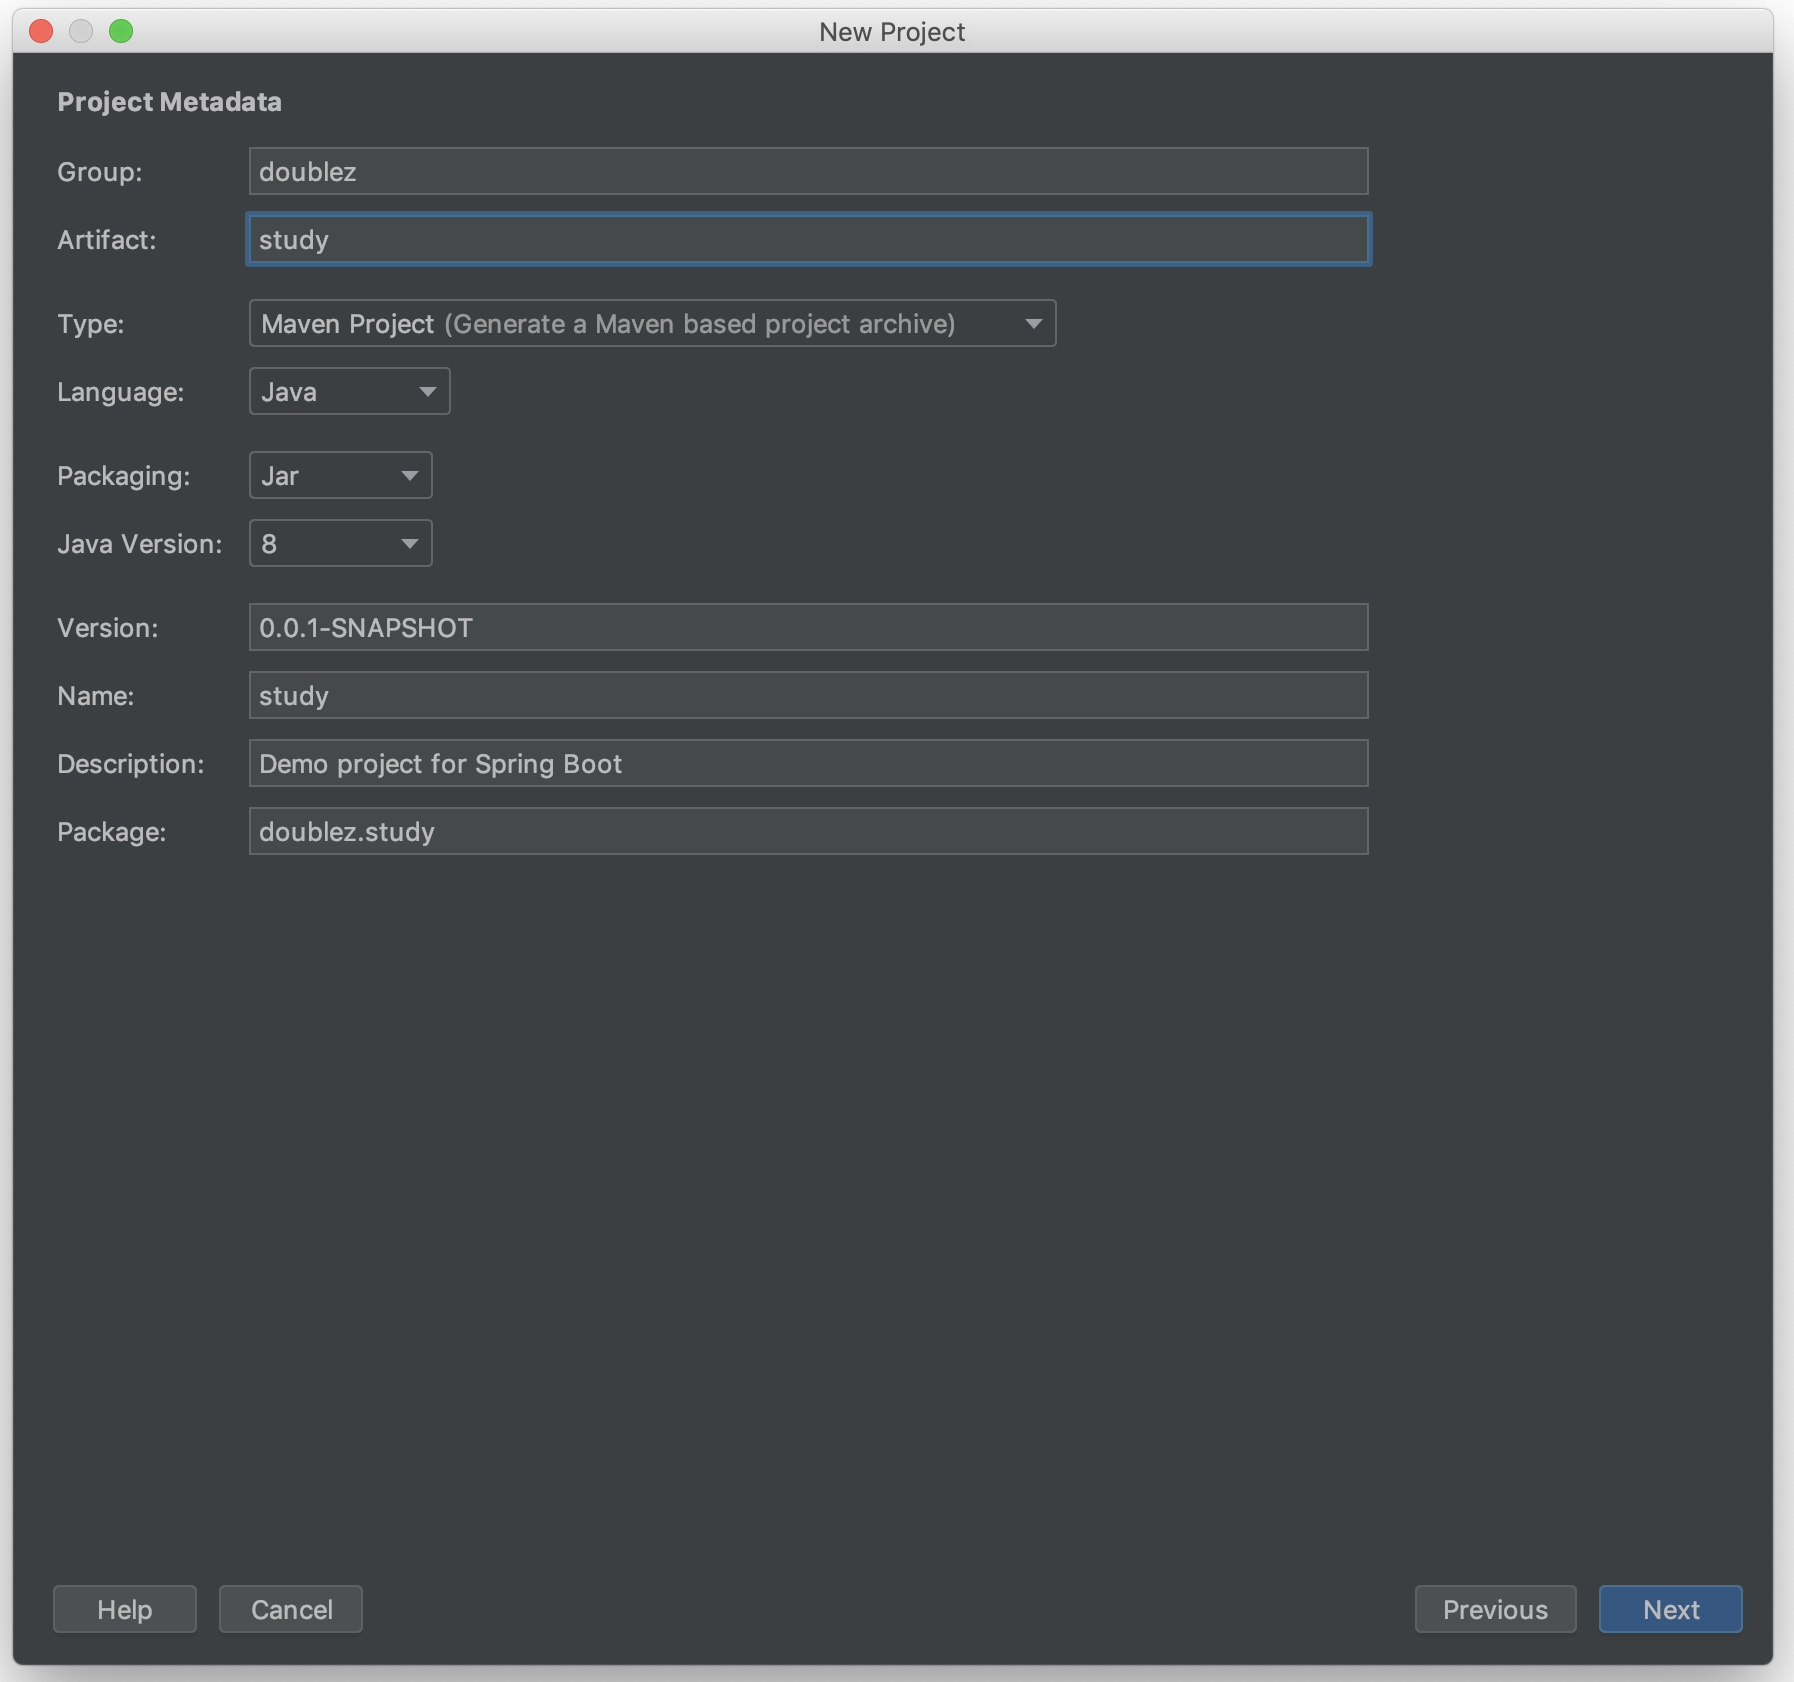 New Project
Project Metadata
Group: doublez
Artifact: study
Type: Maven Project (Generate a Maven based project archive)
Language: Java
Packaging: Jar
Java Version: 8
Version: 0.0.1-SNAPSHOT
Name: study
Description: Demo project for Spring Boot
Package: doublez.study
Help Cancel Previous Next